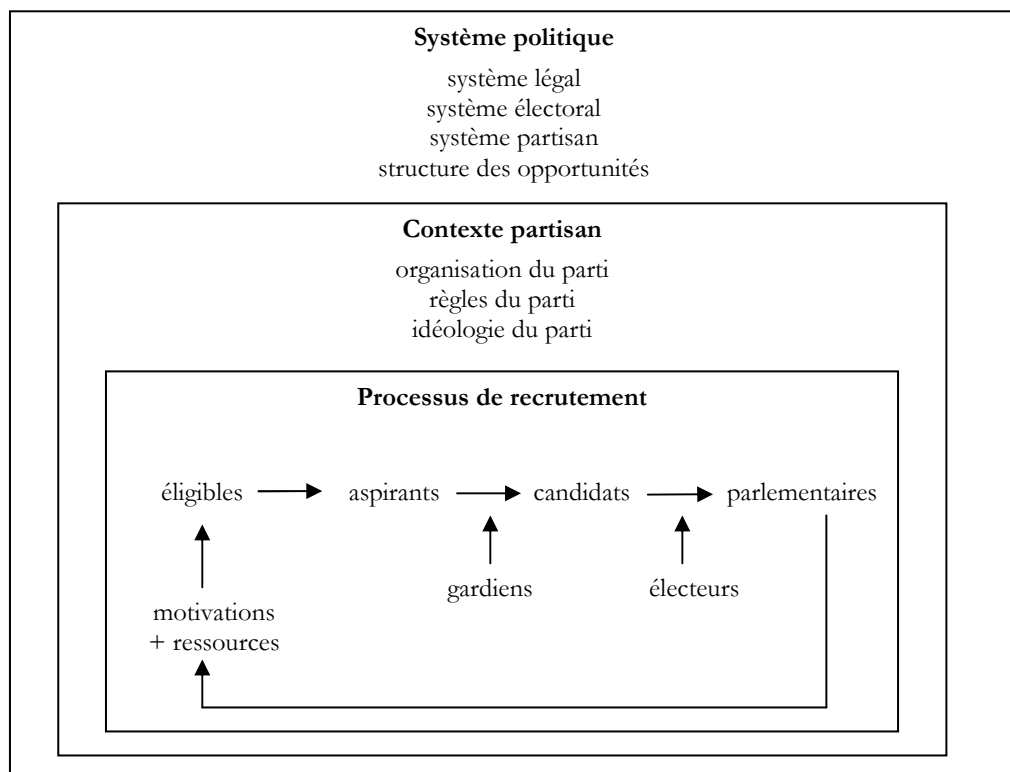 Système politique
système légal
système électoral
système partisan
structure des opportunités
Contexte partisan
organisation du parti
règles du parti
idéologie du parti
Processus de recrutement
éligibles
aspirants
candidats
parlementaires
gardiens
électeurs
motivations
+ ressources